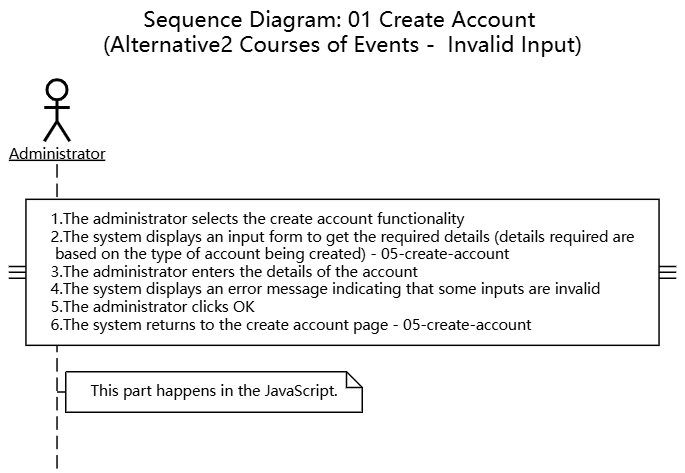 Sequence Diagram: 01 Create Account
(Alternative2 Courses of Events -  Invalid Input)
Administrator
1.The administrator selects the create account functionality
2.The system displays an input form to get the required details (details required are
based on the type of account being created) - 05-create-account
3.The administrator enters the details of the account
4.The system displays an error message indicating that some inputs are invalid
5.The administrator clicks OK
6.The system returns to the create account page - 05-create-account
This part happens in the JavaScript.